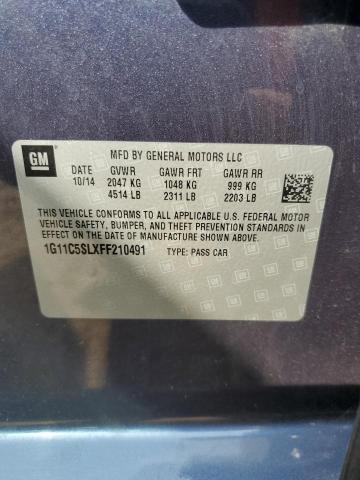 GM
MFD BY GENERAL MOTORS LLC
DATE GVWR GAWR FRT GAWR RR
10/14 2047 KG 1048 KG 999 KG
4514 LB 2311 LB 2203 LB
THIS VEHICLE CONFORMS TO ALL APPLICABLE U.S. FEDERAL MOTOR
VEHICLE SAFETY, BUMPER, AND THEFT PREVENTION STANDARDS
IN EFFECT ON THE DATE OF MANUFACTURE SHOWN ABOVE.
1G11C5SLXFF210491 TYPE: PASS CAR